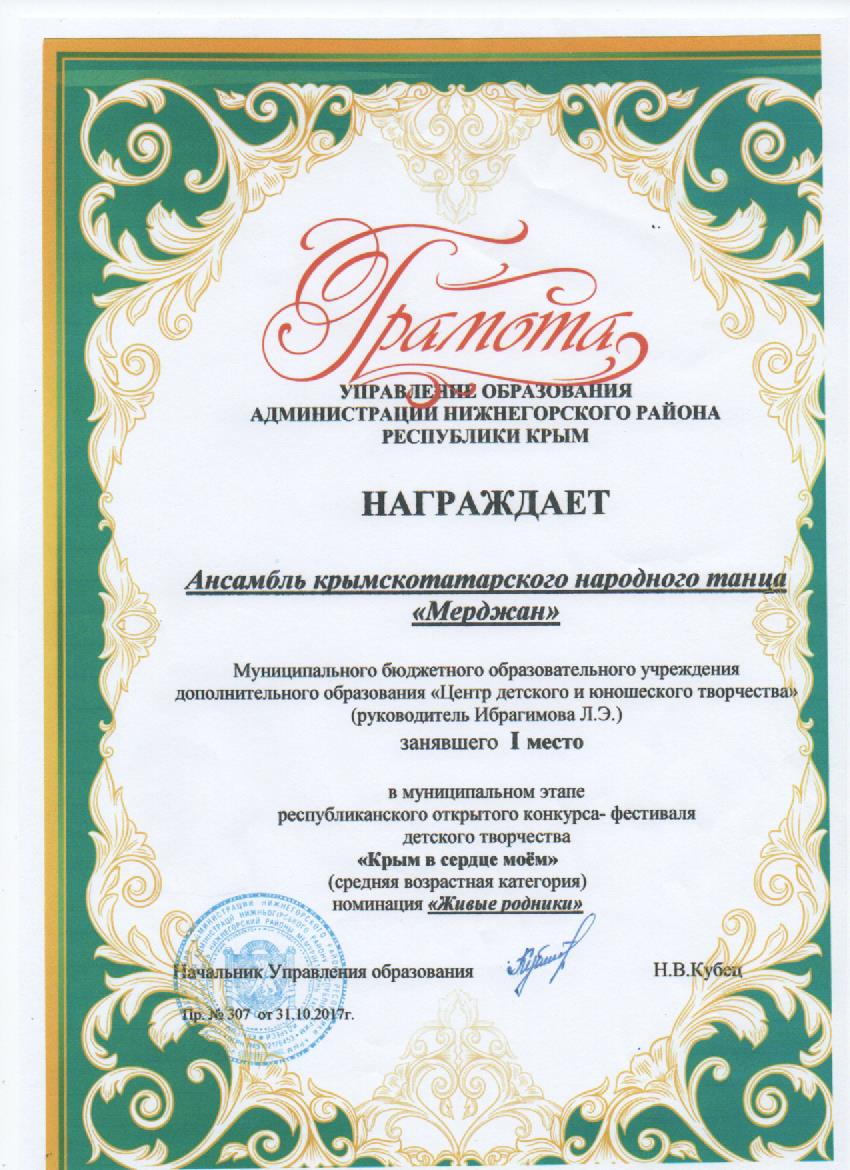 Грамота
УПРАВЛЕНИЕ ОБРАЗОВАНИЯ
АДМИНИСТРАЦИИ НИЖНЕГОРСКОГО РАЙОНА
РЕСПУБЛИКИ КРЫМ
НАГРАЖДАЕТ
Ансамбль крымскотатарского народного танца
«Мерджан»
Муниципального бюджетного образовательного учреждения
дополнительного образования «Центр детского и юношеского творчества»
(руководитель Ибрагимова Л.Э.)
занявшего I место
в муниципальном этапе
республиканского открытого конкурса- фестиваля
детского творчества
«Крым в сердце моём»
(средняя возрастная категория)
номинация «Живые родники»
Начальник Управления образования Н.В.Кубец
Пр. № 307 от 31.10.2017г.